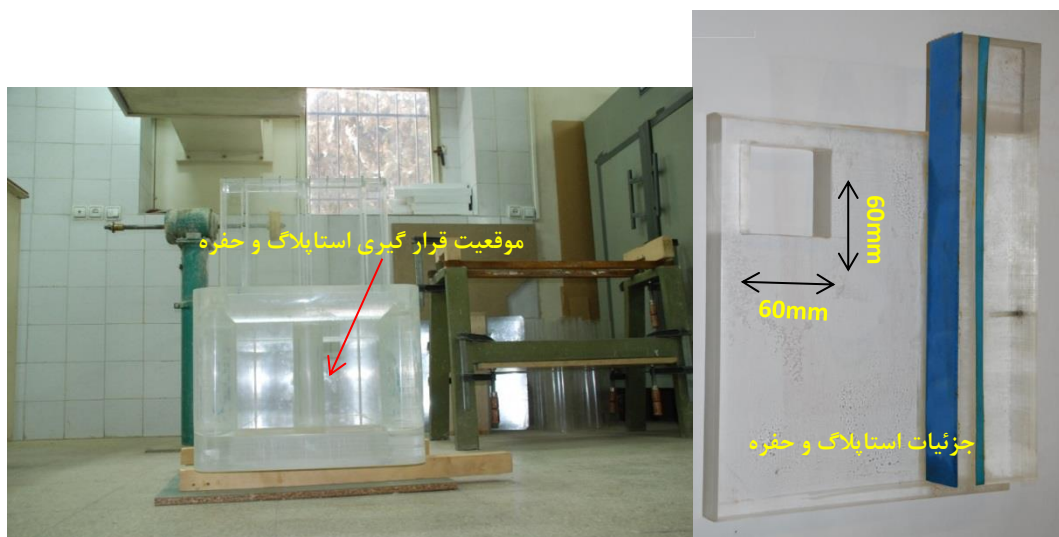 موقعیت قرار گیری استاپلاگ و حفره
60mm
60mm
جزئیات استاپلاگ و حفره